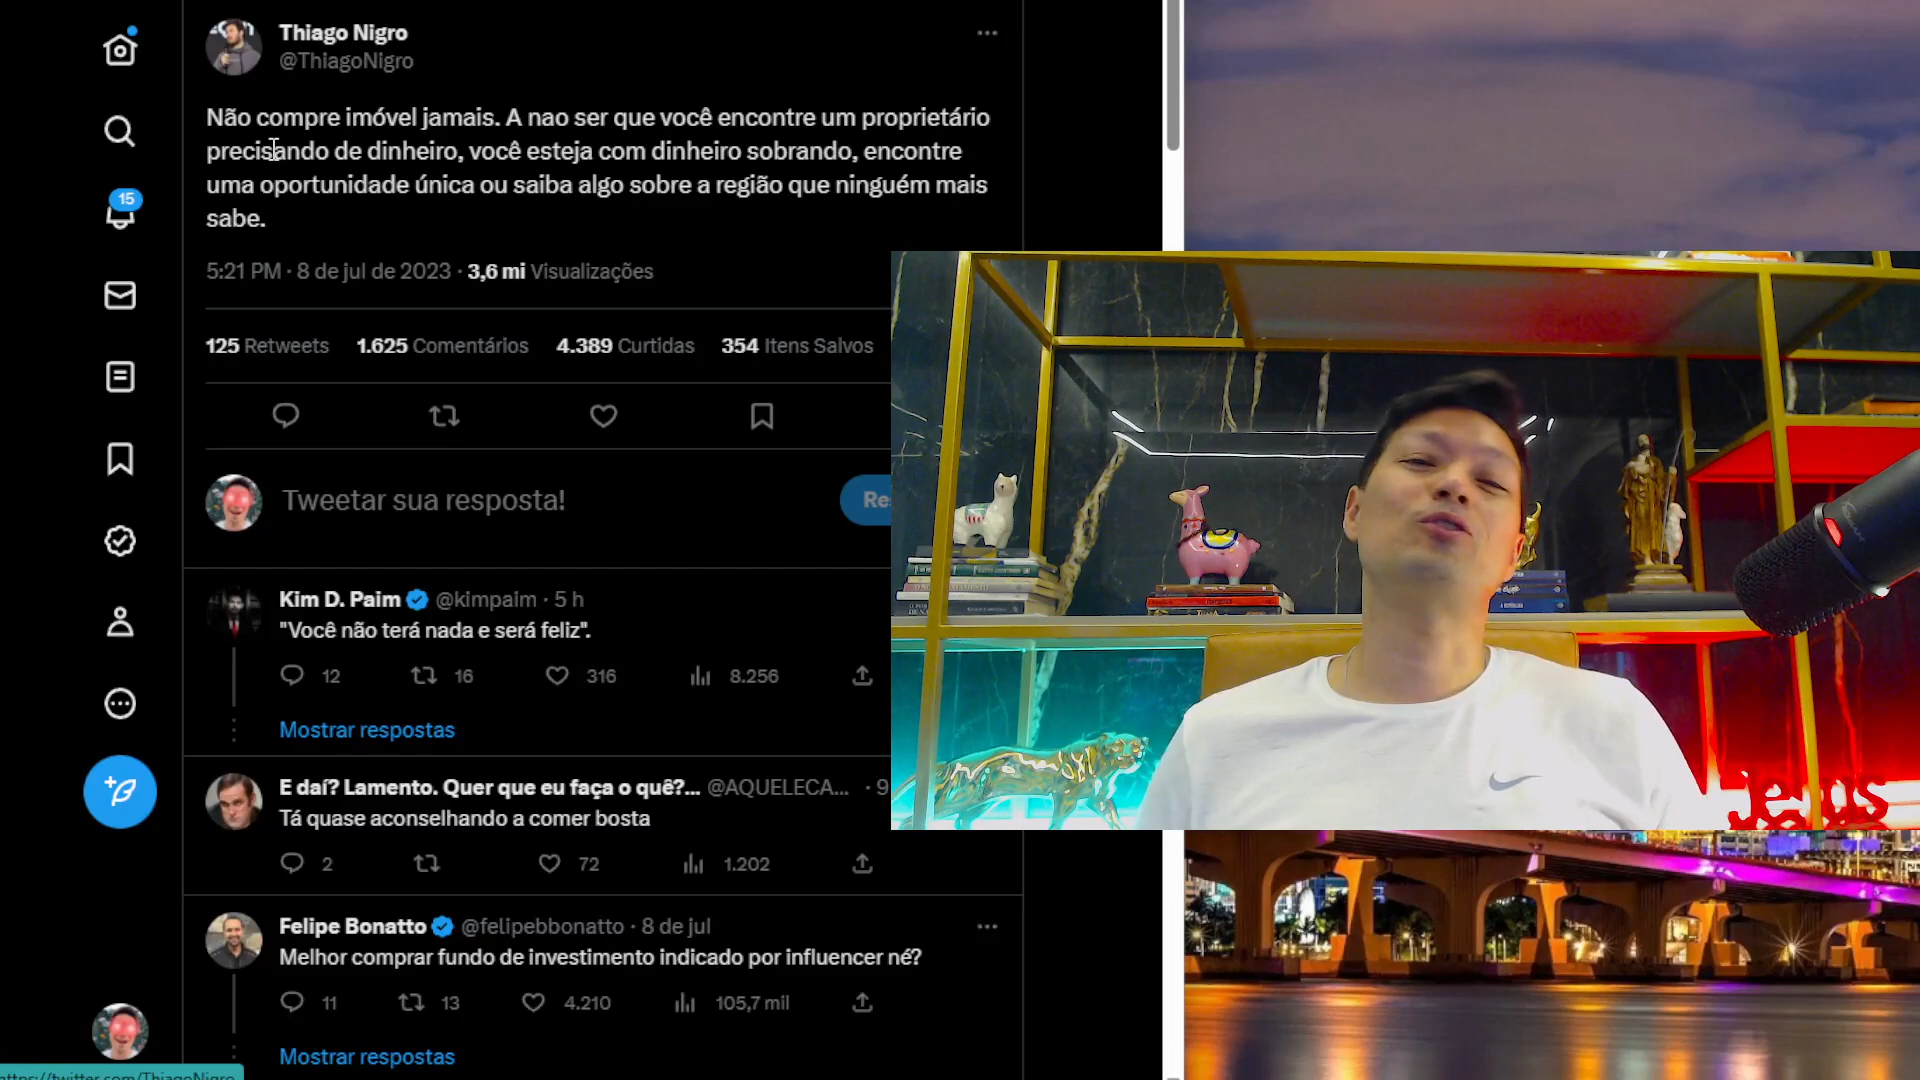 Thiago Nigro
@ThiagoNigro
Não compre imóvel jamais. A nao ser que você encontre um proprietário
precisando de dinheiro, você esteja com dinheiro sobrando, encontre
uma oportunidade única ou saiba algo sobre a região que ninguém mais
sabe.
15
5:21 PM · 8 de jul de 2023 · 3,6 mi Visualizações
125 Retweets 1.625 Comentários 4.389 Curtidas 354 Itens Salvos
Tweetar sua resposta!
Kim D. Paim @kimpaim · 5 h
"Você não terá nada e será feliz".
12 16 316 8.256
Mostrar respostas
E daí? Lamento. Quer que eu faça o quê?... @AQUELECA... · 9
Tá quase aconselhando a comer bosta
2 72 1.202
Jesus
Felipe Bonatto @felipebbonatto · 8 de jul
Melhor comprar fundo de investimento indicado por influencer né?
11 13 4.210 105,7 mil
Mostrar respostas
https://twitter.com/ThiagoNigro